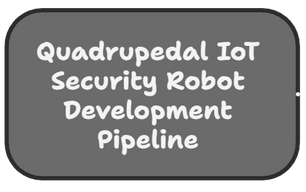 Quadrupedal IoT
Security Robot
Development
Pipeline